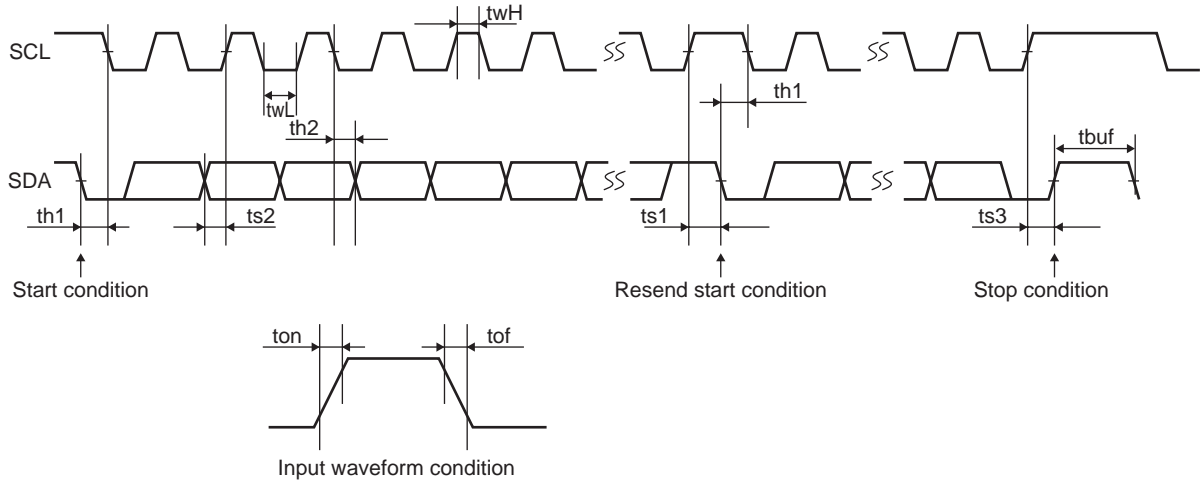 twH
SCL
twL
th1
th2
tbuf
SDA
th1
ts2
ts1
ts3
Start condition
Resend start condition
Stop condition
ton
tof
Input waveform condition